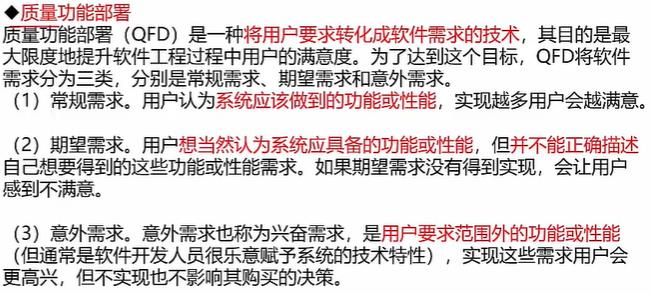 ◆质量功能部署
质量功能部署（QFD）是一种将用户要求转化成软件需求的技术，其目的是最
大限度地提升软件工程过程中用户的满意度。为了达到这个目标，QFD将软件
需求分为三类，分别是常规需求、期望需求和意外需求。
（1）常规需求。用户认为系统应该做到的功能或性能，实现越多用户会越满意。
（2）期望需求。用户想当然认为系统应具备的功能或性能，但并不能正确描述
自己想要得到的这些功能或性能需求。如果期望需求没有得到实现，会让用户
感到不满意。
（3）意外需求。意外需求也称为兴奋需求，是用户要求范围外的功能或性能
（但通常是软件开发人员很乐意赋予系统的技术特性），实现这些需求用户会
更高兴，但不实现也不影响其购买的决策。